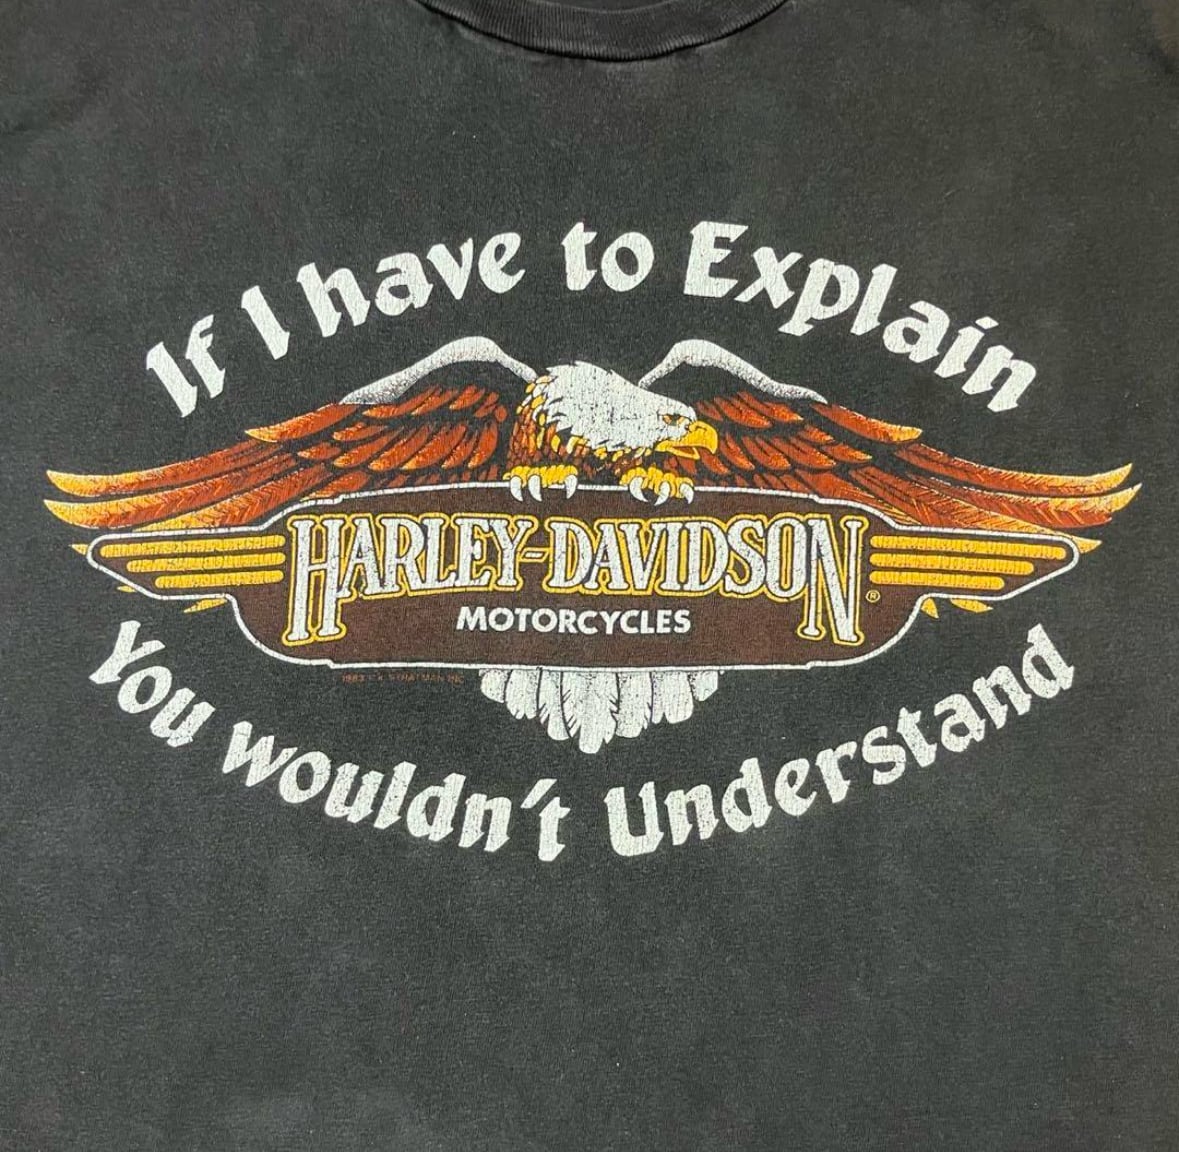 If I have to Explain
HARLEY-DAVIDSON
®
MOTORCYCLES
You wouldn't Understand